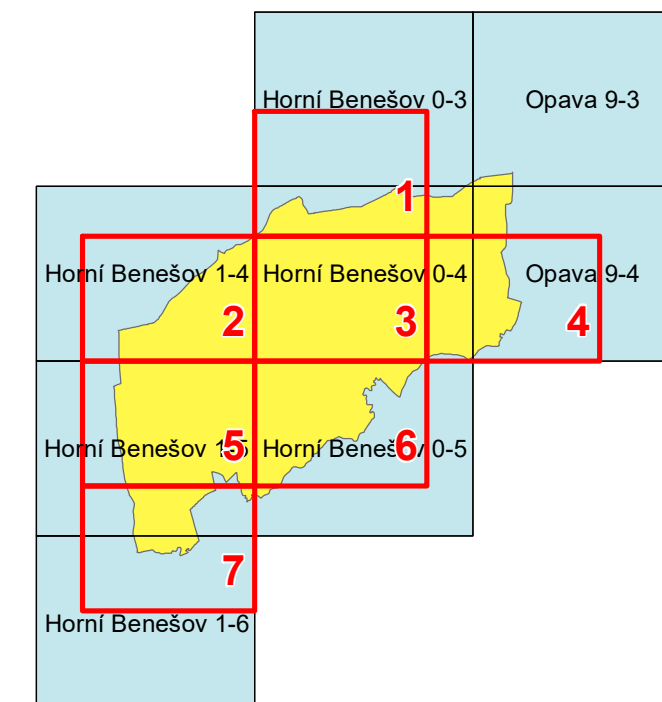 Horní Benešov 0-3
Opava 9-3
1
Horní Benešov 1-4
Horní Benešov 0-4
Opava 9-4
2
3
4
Horní Benešov 1-5
5
Horní Benešov 0-5
6
7
Horní Benešov 1-6